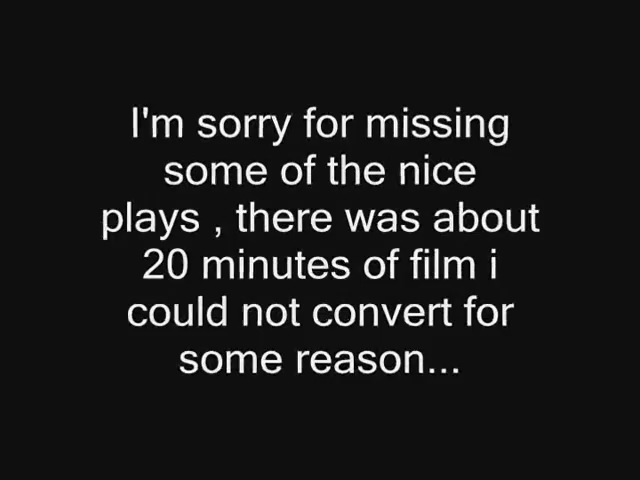 I'm sorry for missing
some of the nice
plays , there was about
20 minutes of film i
could not convert for
some reason...